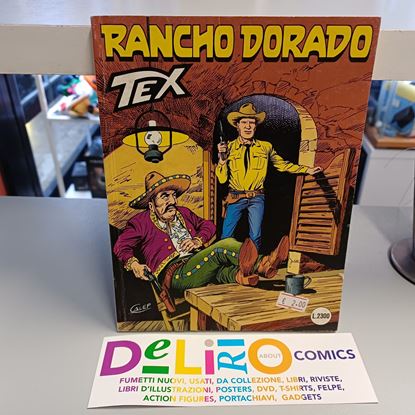 RANCHO DORADO
TEX
GALEP
€ 2,00
L.2300
DELIRIO ABOUT COMICS
FUMETTI NUOVI, USATI, DA COLLEZIONE, LIBRI, RIVISTE,
LIBRI D'ILLUSTRAZIONI, POSTERS, DVD, T-SHIRTS, FELPE,
ACTION FIGURES, PORTACHIAVI, GADGETS